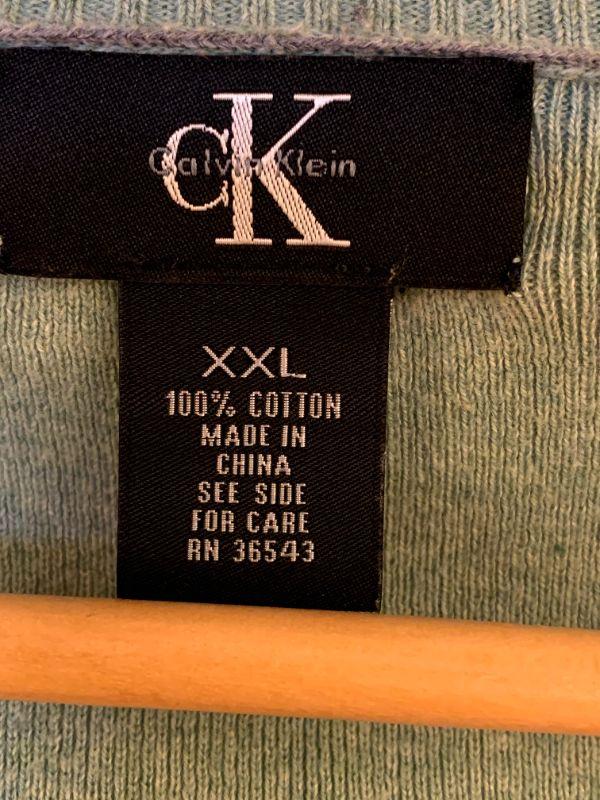 cK
Calvin Klein
XXL
100% COTTON
MADE IN
CHINA
SEE SIDE
FOR CARE
RN 36543